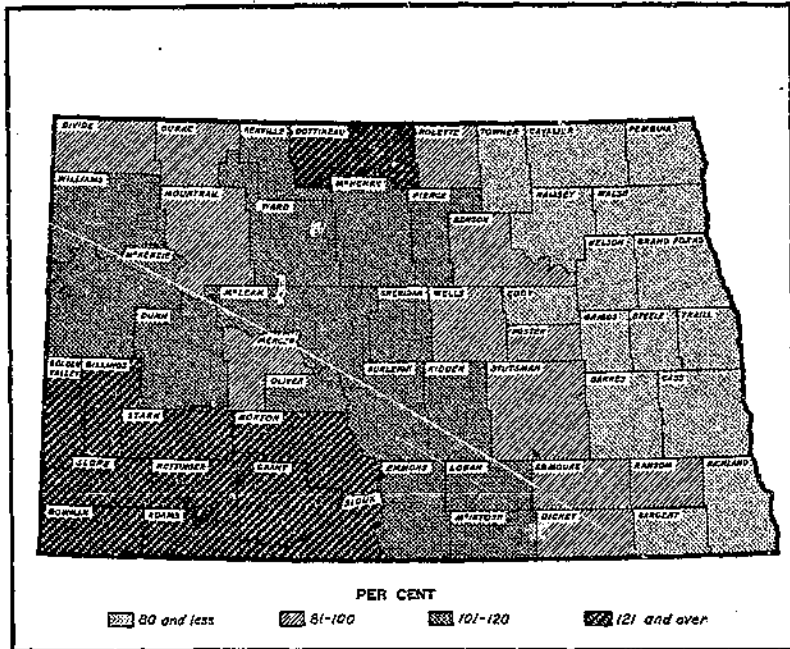 DIVIDE BURKE RENVILLE BOTTINEAU ROLETTE TOWNER CAVALIER PEMBINA
WILLIAMS MOUNTRAIL WARD McHENRY PIERCE RAMSEY WALSH
BENSON
McKENZIE NELSON GRAND FORKS
McLEAN SHERIDAN WELLS EDDY
DUNN FOSTER GRIGGS STEELE TRAILL
MERCER
GOLDEN VALLEY BILLINGS OLIVER BURLEIGH KIDDER STUTSMAN BARNES CASS
STARK MORTON
SLOPE HETTINGER GRANT EMMONS LOGAN LaMOURE RANSOM RICHLAND
SIOUX
BOWMAN ADAMS McINTOSH DICKEY SARGENT
PER CENT
80 and less 81-100 101-120 121 and over